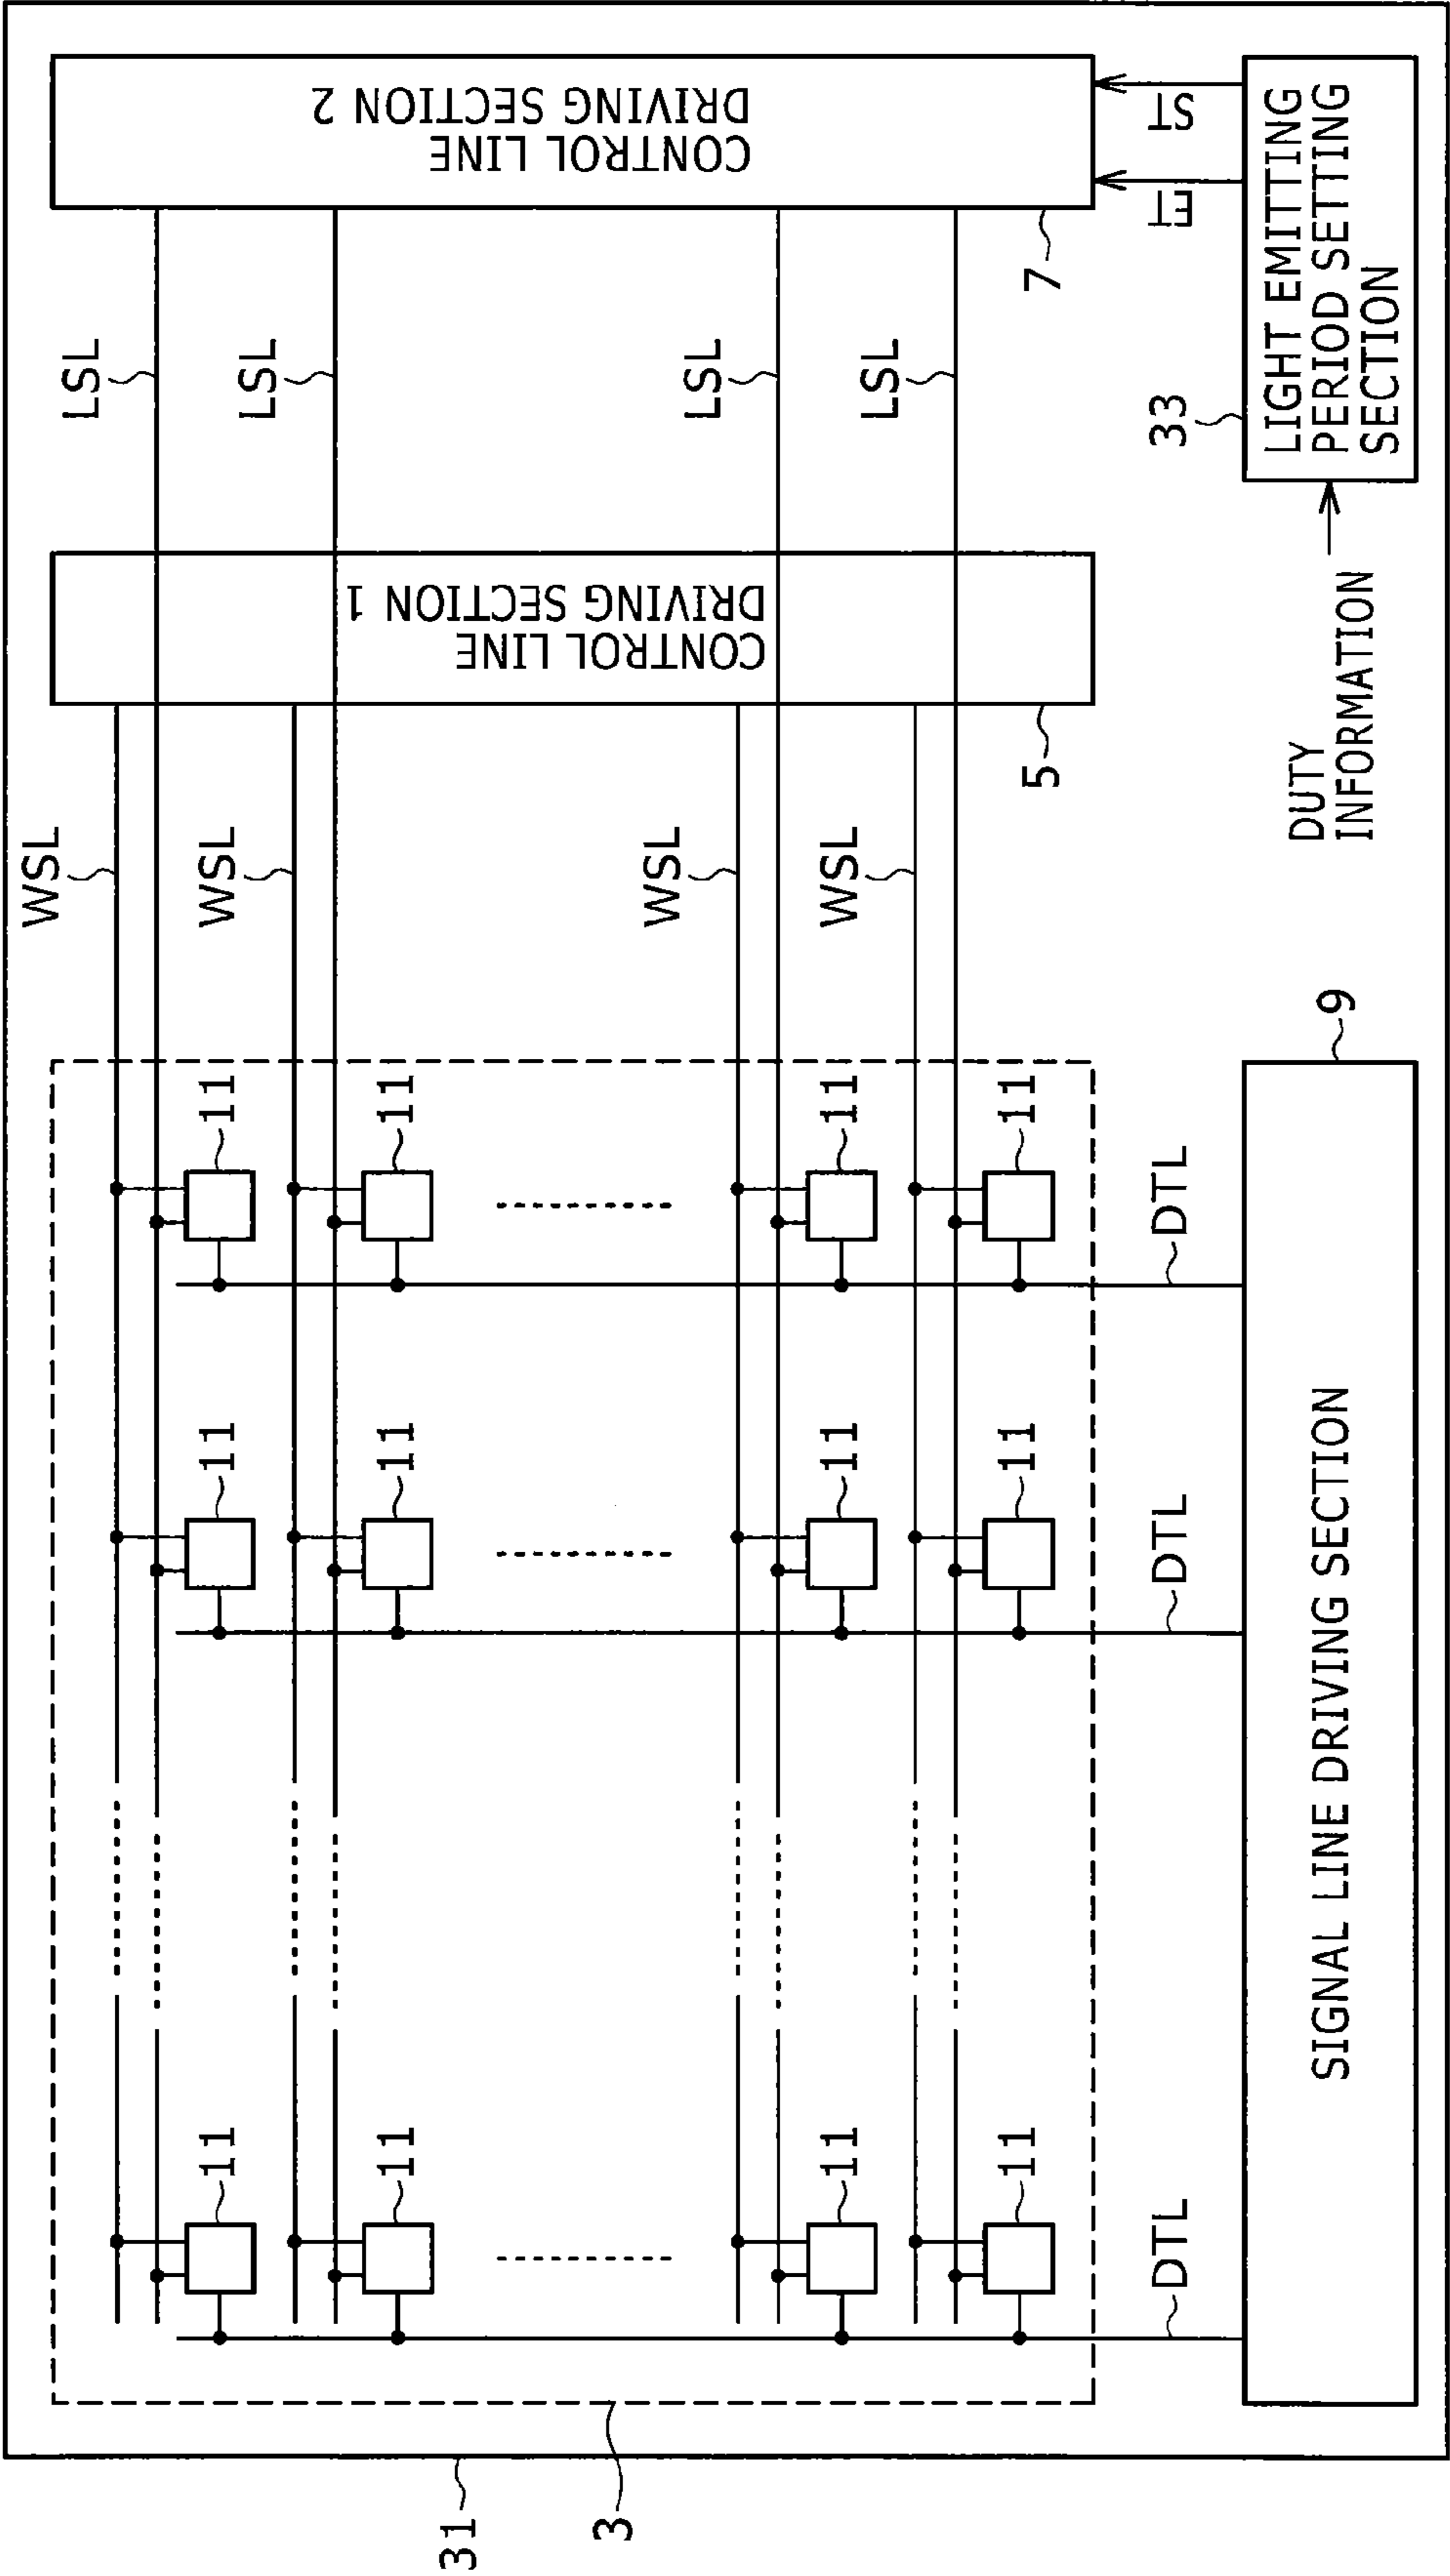 WSL
LSL
11
11
11
WSL
LSL
11
11
11
31
3
WSL
LSL
11
11
11
WSL
LSL
11
11
11
CONTROL LINE
DRIVING SECTION 1
CONTROL LINE
DRIVING SECTION 2
5
7
DTL
DTL
DTL
33
ET
ST
9
SIGNAL LINE DRIVING SECTION
DUTY
INFORMATION
LIGHT EMITTING
PERIOD SETTING
SECTION